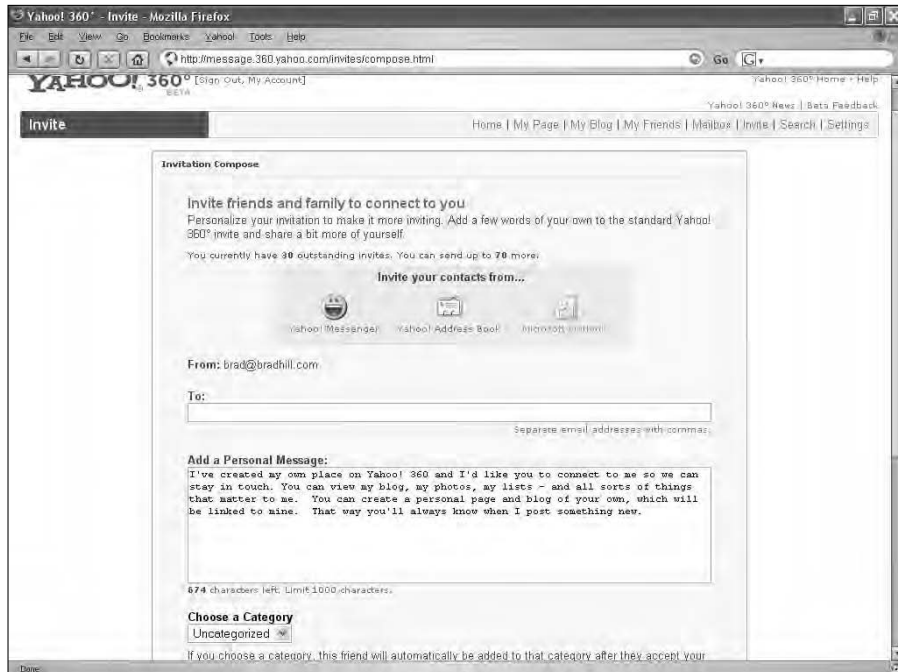 Yahoo! 360° - Invite - Mozilla Firefox
File Edit View Go Bookmarks Yahoo! Tools Help
http://message.360.yahoo.com/invites/compose.html Go G
YAHOO! 360° [Sign Out, My Account] Yahoo! 360° Home - Help
BETA
Yahoo! 360° News | Beta Feedback
Invite Home | My Page | My Blog | My Friends | Mailbox | Invite | Search | Settings
Invitation Compose
Invite friends and family to connect to you
Personalize your invitation to make it more inviting. Add a few words of your own to the standard Yahoo!
360° invite and share a bit more of yourself.
You currently have 30 outstanding invites. You can send up to 70 more.
Invite your contacts from...
Yahoo! Messenger Yahoo! Address Book Microsoft Outlook
From: brad@bradhill.com
To:
Separate email addresses with commas.
Add a Personal Message:
I've created my own place on Yahoo! 360 and I'd like you to connect to me so we can
stay in touch. You can view my blog, my photos, my lists - and all sorts of things
that matter to me. You can create a personal page and blog of your own, which will
be linked to mine. That way you'll always know when I post something new.
674 characters left. Limit 1000 characters.
Choose a Category
Uncategorized
If you choose a category, this friend will automatically be added to that category after they accept your
Done